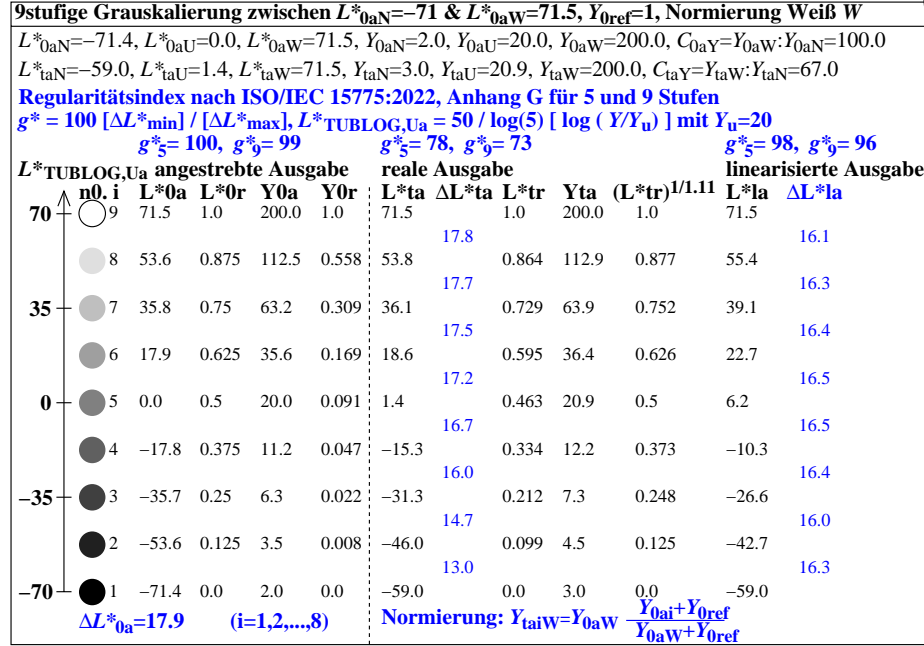 9stufige Grauskalierung zwischen L*0aN=−71 & L*0aW=71.5, Y0ref=1, Normierung Weiß W
L*0aN=−71.4, L*0aU=0.0, L*0aW=71.5, Y0aN=2.0, Y0aU=20.0, Y0aW=200.0, C0aY=Y0aW:Y0aN=100.0
L*taN=−59.0, L*taU=1.4, L*taW=71.5, YtaN=3.0, YtaU=20.9, YtaW=200.0, CtaY=YtaW:YtaN=67.0
Regularitätsindex nach ISO/IEC 15775:2022, Anhang G für 5 und 9 Stufen
g* = 100 [ΔL*min] / [ΔL*max], L*TUBLOG,Ua = 50 / log(5) [ log ( Y/Yu) ] mit Yu=20
g*5= 100, g*9= 99 g*5= 78, g*9= 73 g*5= 98, g*9= 96
L*TUBLOG,Ua angestrebte Ausgabe reale Ausgabe linearisierte Ausgabe
n0. i L*0a L*0r Y0a Y0r L*ta ΔL*ta L*tr Yta (L*tr)1/1.11 L*la ΔL*la
70 9 71.5 1.0 200.0 1.0 71.5 1.0 200.0 1.0 71.5
17.8 16.1
8 53.6 0.875 112.5 0.558 53.8 0.864 112.9 0.877 55.4
17.7 16.3
35 7 35.8 0.75 63.2 0.309 36.1 0.729 63.9 0.752 39.1
17.5 16.4
6 17.9 0.625 35.6 0.169 18.6 0.595 36.4 0.626 22.7
17.2 16.5
0 5 0.0 0.5 20.0 0.091 1.4 0.463 20.9 0.5 6.2
16.7 16.5
4 −17.8 0.375 11.2 0.047 −15.3 0.334 12.2 0.373 −10.3
16.0 16.4
−35 3 −35.7 0.25 6.3 0.022 −31.3 0.212 7.3 0.248 −26.6
14.7 16.0
2 −53.6 0.125 3.5 0.008 −46.0 0.099 4.5 0.125 −42.7
13.0 16.3
−70 1 −71.4 0.0 2.0 0.0 −59.0 0.0 3.0 0.0 −59.0
ΔL*0a=17.9 (i=1,2,...,8) Normierung: YtaiW=Y0aW Y0ai+Y0ref
Y0aW+Y0ref